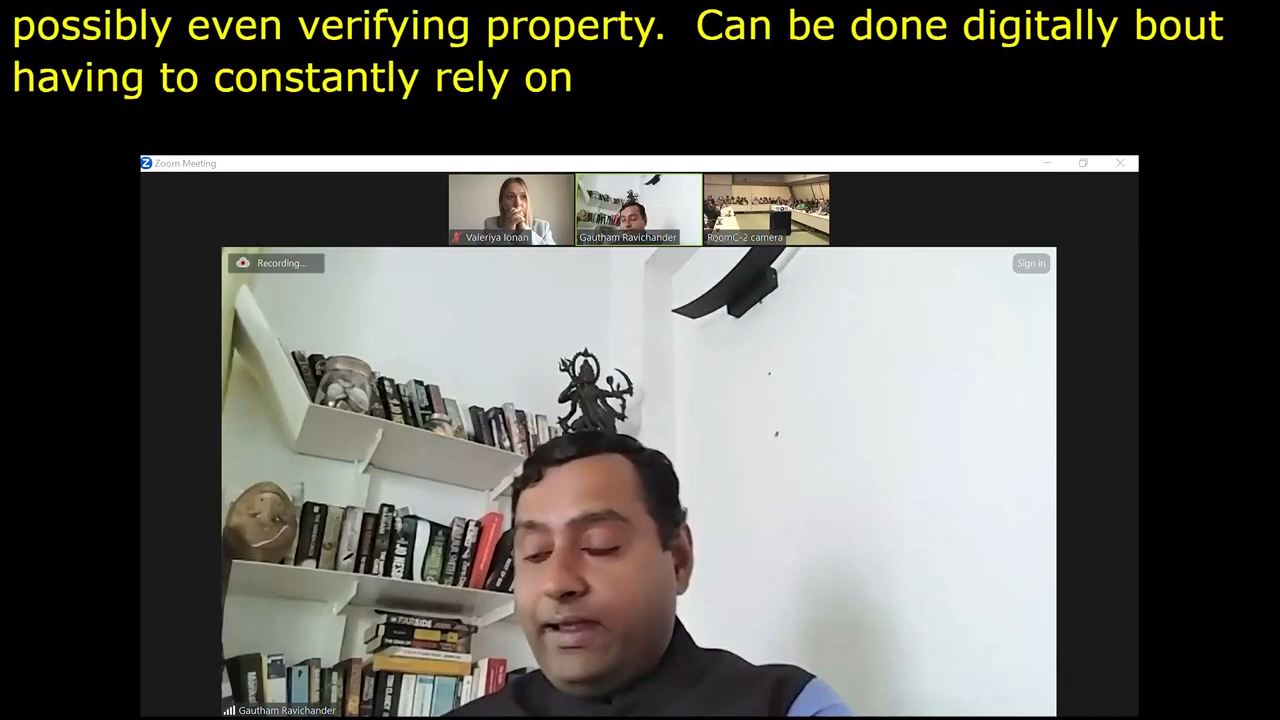 possibly even verifying property.  Can be done digitally bout
having to constantly rely on
Zoom Meeting
Valeriya Ionan
Gautham Ravichander
RoomC-2 camera
Recording...
Sign in
FARSIDE
Gautham Ravichander